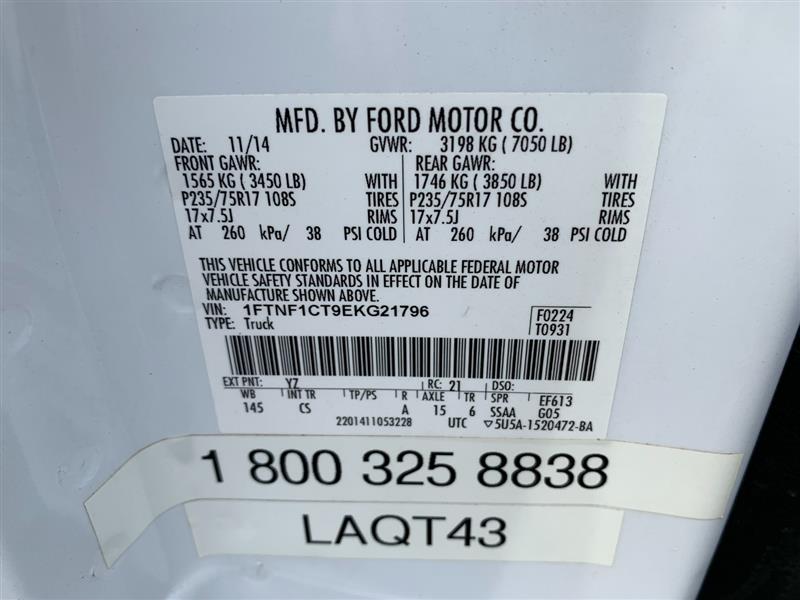 MFD. BY FORD MOTOR CO.
DATE: 11/14 GVWR: 3198 KG ( 7050 LB)
FRONT GAWR: REAR GAWR:
1565 KG ( 3450 LB) WITH 1746 KG ( 3850 LB) WITH
P235/75R17 108S TIRES P235/75R17 108S TIRES
17x7.5J RIMS 17x7.5J RIMS
AT 260 kPa/ 38 PSI COLD AT 260 kPa/ 38 PSI COLD
THIS VEHICLE CONFORMS TO ALL APPLICABLE FEDERAL MOTOR
VEHICLE SAFETY STANDARDS IN EFFECT ON THE DATE OF
MANUFACTURE SHOWN ABOVE.
VIN: 1FTNF1CT9EKG21796 F0224
TYPE: Truck T0931
EXT PNT: YZ RC: 21 DSO:
WB INT TR TP/PS R AXLE TR SPR EF613
145 CS A 15 6 SSAA G05
2201411053228 UTC ▽5U5A-1520472-BA
1 800 325 8838
LAQT43